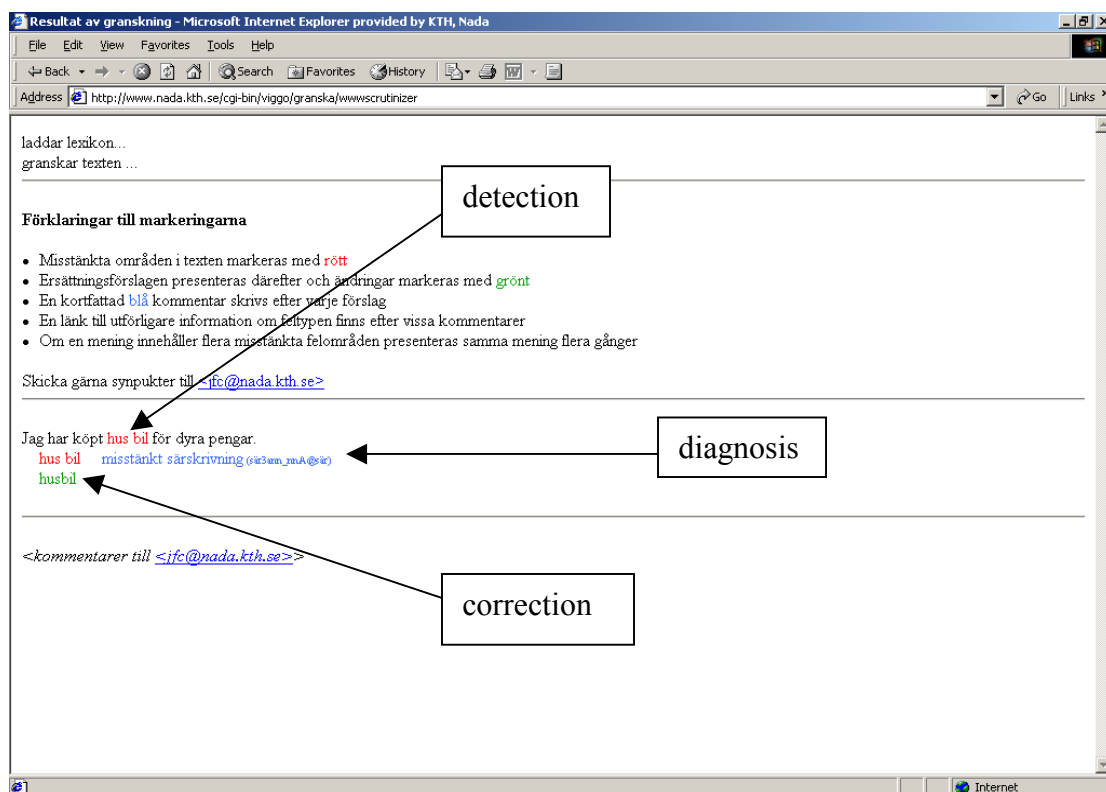 Resultat av granskning - Microsoft Internet Explorer provided by KTH, Nada
File Edit View Favorites Tools Help
Back Search Favorites History
Address http://www.nada.kth.se/cgi-bin/viggo/granska/wwwscrutinizer Go Links
laddar lexikon...
granskar texten ...
detection
Förklaringar till markeringarna
Misstänkta områden i texten markeras med rött
Ersättningsförslagen presenteras därefter och ändringar markeras med grönt
En kortfattad blå kommentar skrivs efter varje förslag
En länk till utförligare information om feltypen finns efter vissa kommentarer
Om en mening innehåller flera misstänkta felområden presenteras samma mening flera gånger
Skicka gärna synpukter till <jfc@nada.kth.se>
Jag har köpt hus bil för dyra pengar.
diagnosis
hus bil misstänkt särskrivning
husbil
<kommentarer till <jfc@nada.kth.se>>
correction
Internet